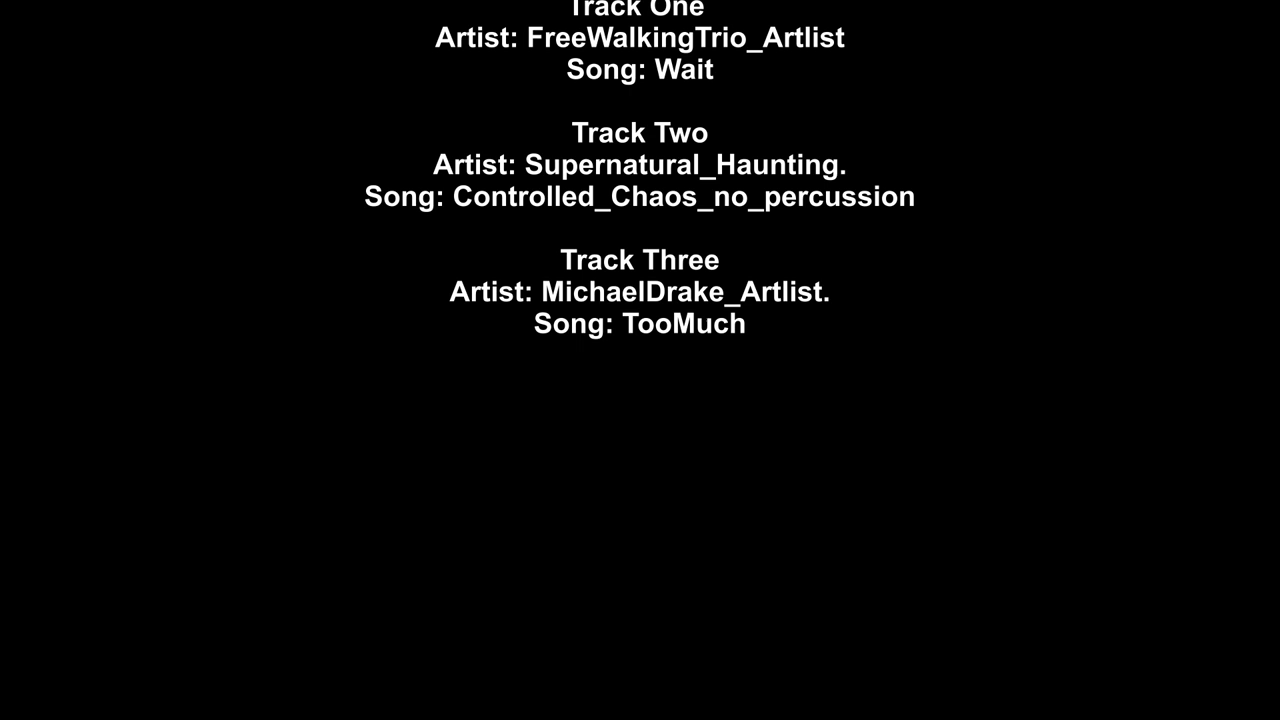 Track One
Artist: FreeWalkingTrio_Artlist
Song: Wait
Track Two
Artist: Supernatural_Haunting.
Song: Controlled_Chaos_no_percussion
Track Three
Artist: MichaelDrake_Artlist.
Song: TooMuch